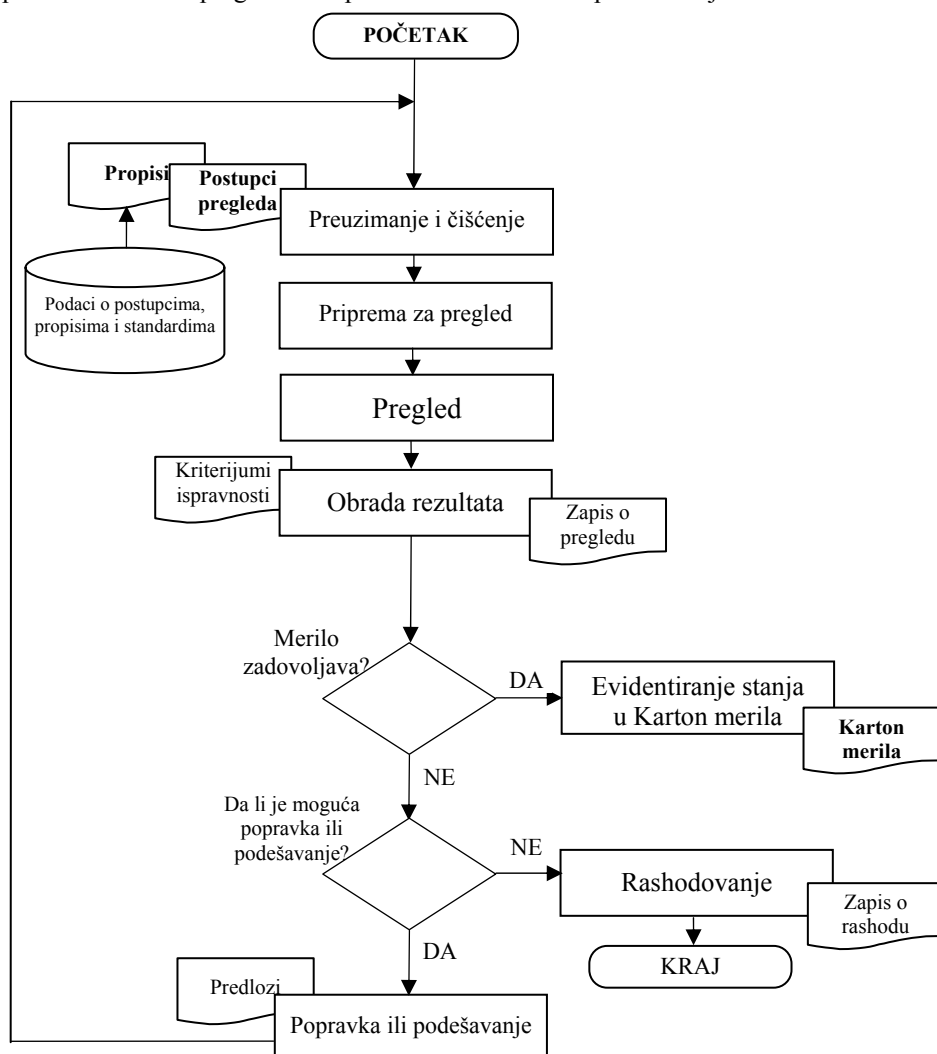 POČETAK
Propisi
Postupci
pregleda
Preuzimanje i čišćenje
Podaci o postupcima,
propisima i standardima
Priprema za pregled
Pregled
Kriterijumi
ispravnosti
Obrada rezultata
Zapis o
pregledu
Merilo
zadovoljava?
DA
Evidentiranje stanja
u Karton merila
Karton
merila
NE
Da li je moguća
popravka ili
podešavanje?
NE
Rashodovanje
Zapis o
rashodu
DA
KRAJ
Predlozi
Popravka ili podešavanje